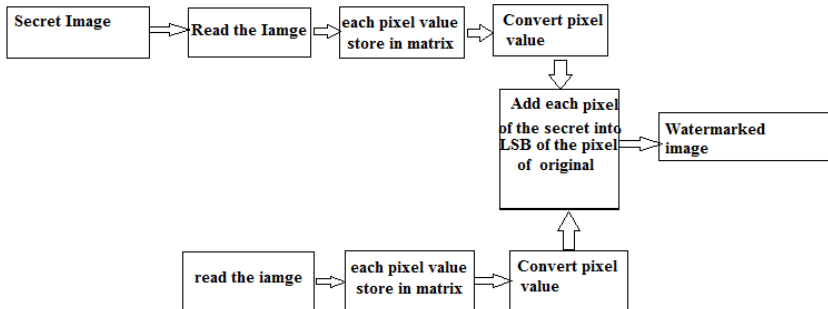 Secret Image
Read the Iamge
each pixel value
store in matrix
Convert pixel
value
Add each pixel
of the secret into
LSB of the pixel
of original
Watermarked
image
read the iamge
each pixel value
store in matrix
Convert pixel
value